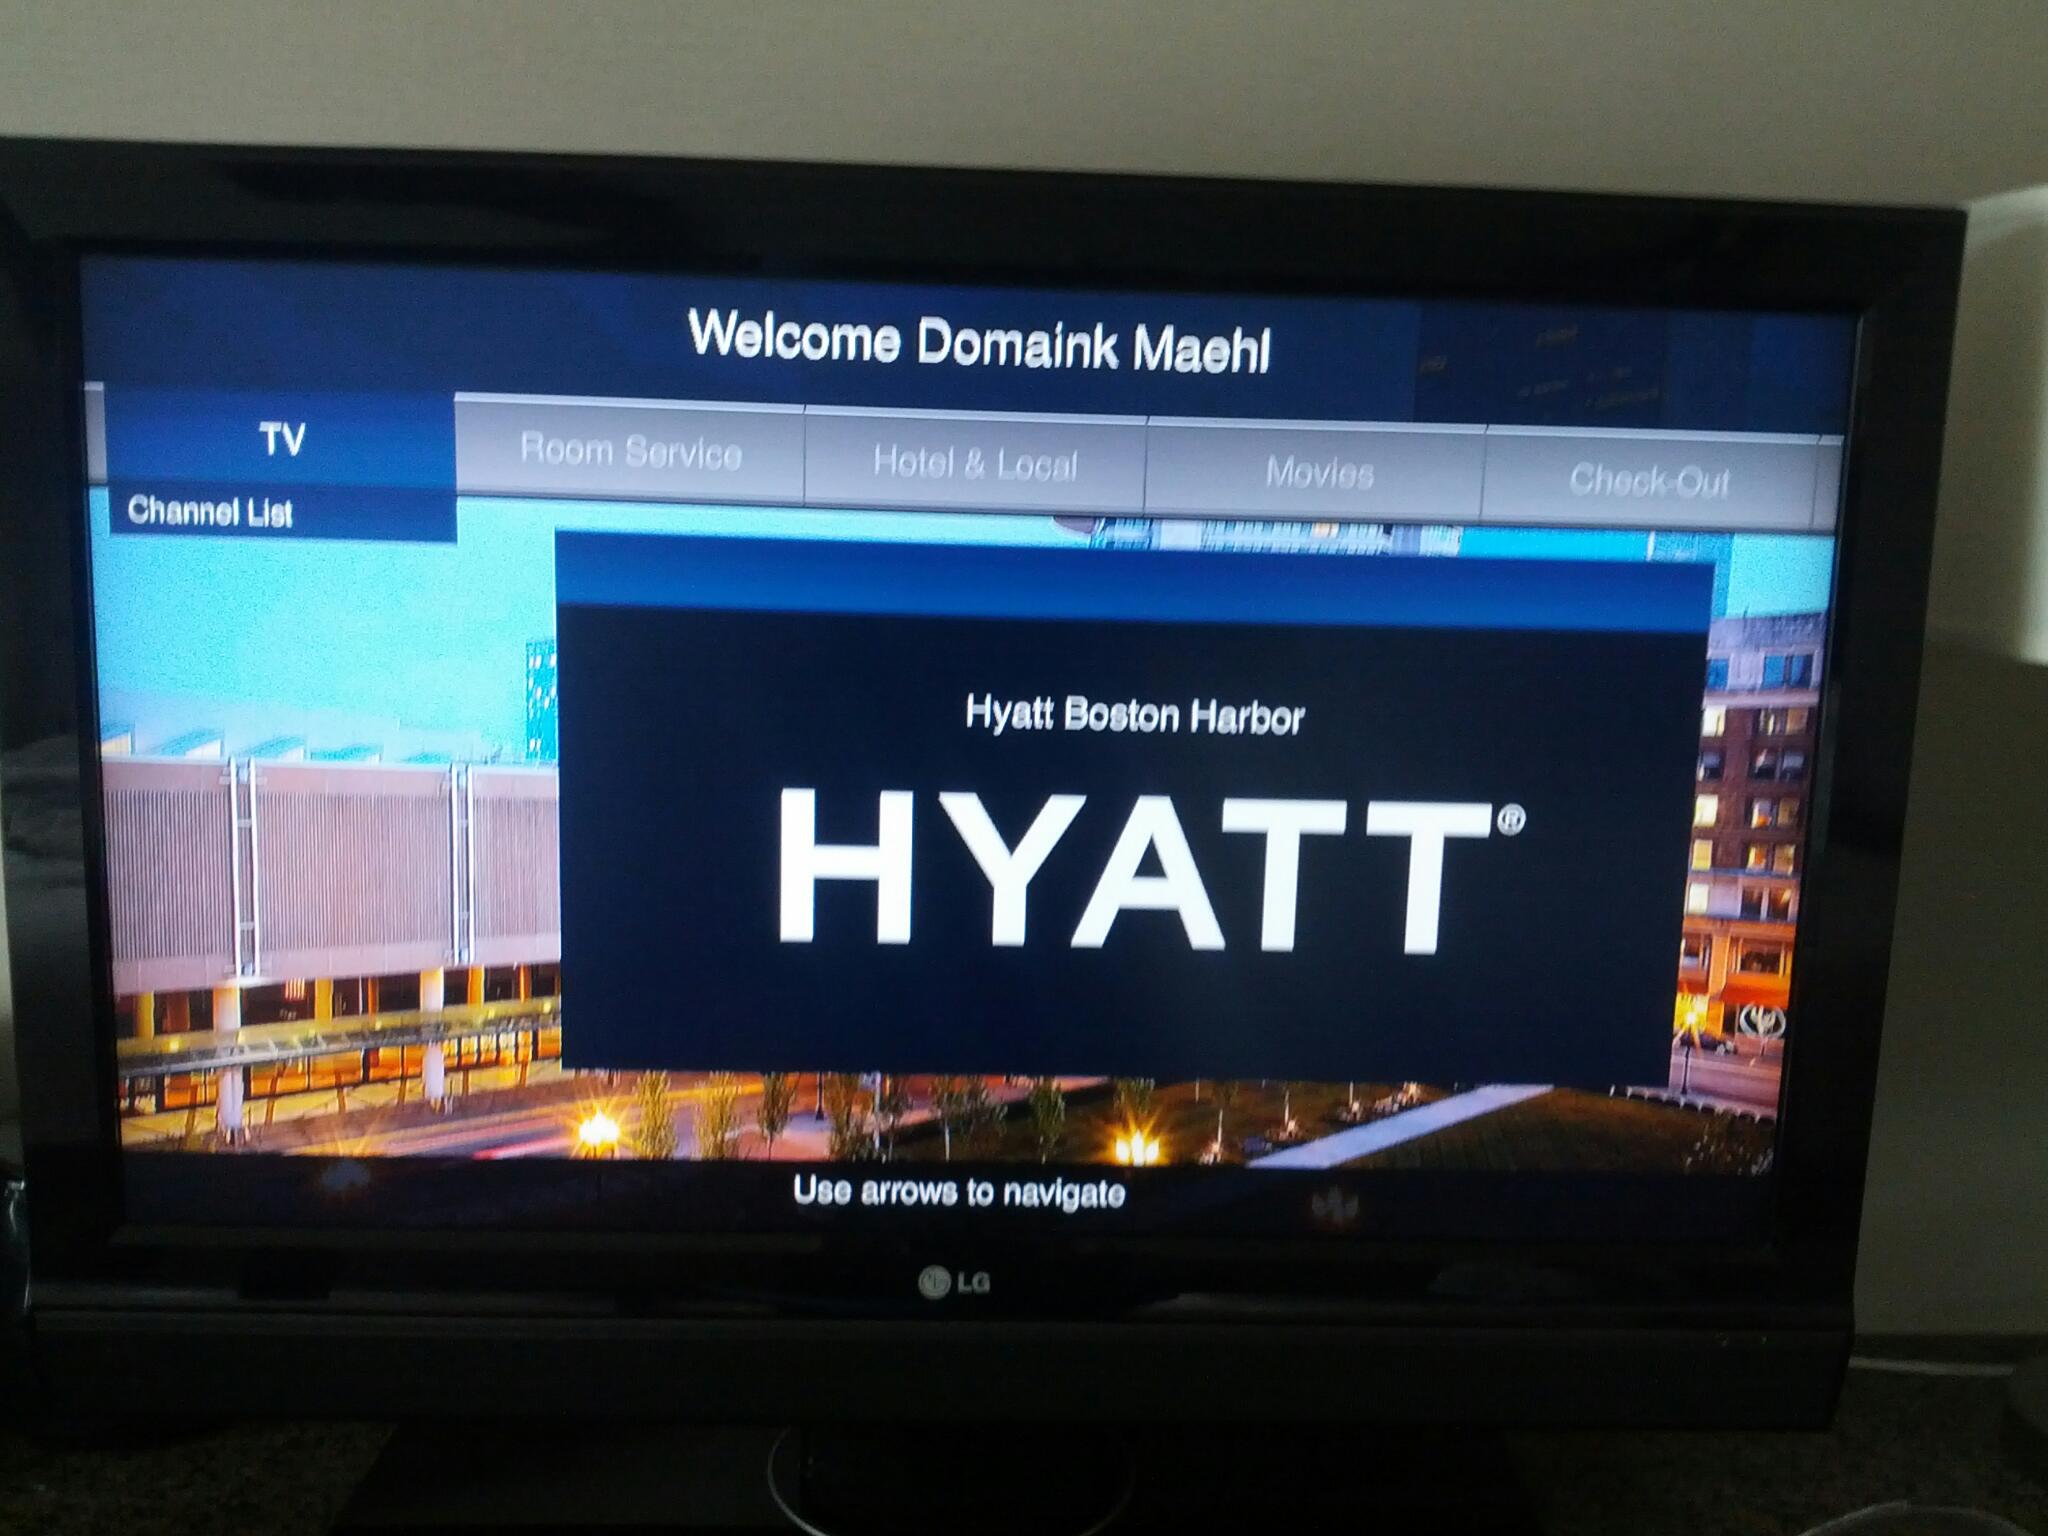 Welcome Domaink Maehl
TV
Room Service
Hotel & Local
Movies
Check-Out
Channel List
Hyatt Boston Harbor
HYATT®
Use arrows to navigate
LG